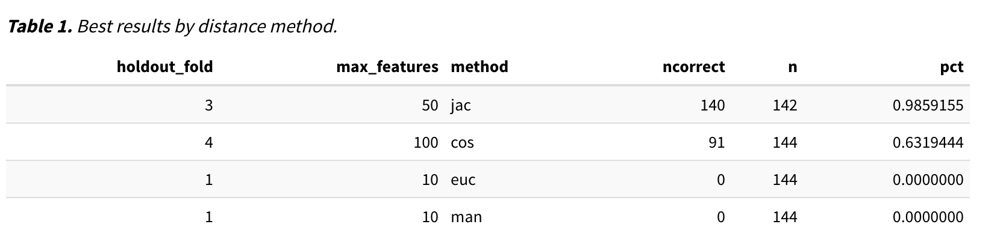 Table 1. Best results by distance method.
holdout_fold max_features method ncorrect n pct
3 50 jac 140 142 0.9859155
4 100 cos 91 144 0.6319444
1 10 euc 0 144 0.0000000
1 10 man 0 144 0.0000000